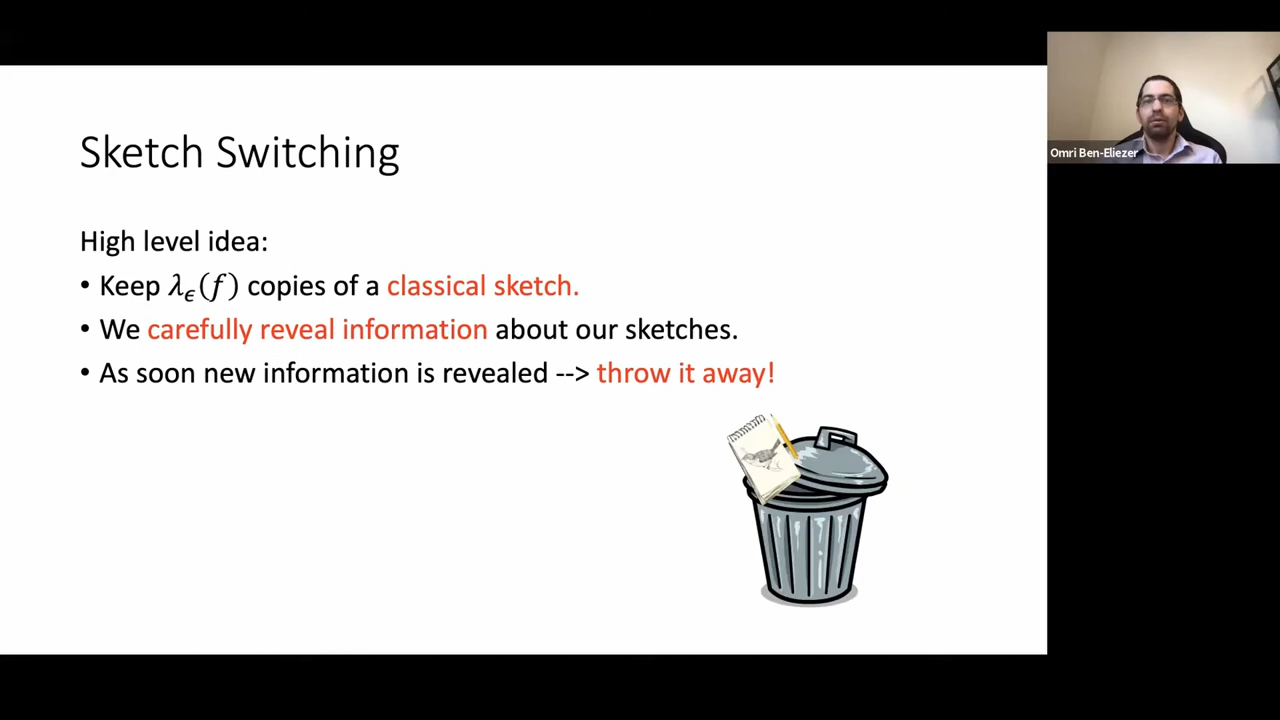 Sketch Switching
High level idea:
• Keep λ_ϵ(f) copies of a classical sketch.
• We carefully reveal information about our sketches.
• As soon new information is revealed --> throw it away!
Omri Ben-Eliezer